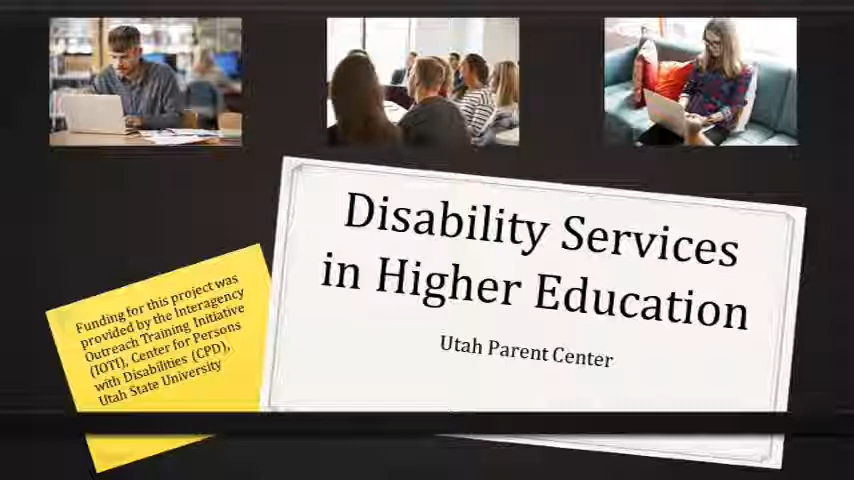 Disability Services
in Higher Education
Utah Parent Center
Funding for this project was
provided by the Interagency
Outreach Training Initiative
(IOTI), Center for Persons
with Disabilities (CPD),
Utah State University